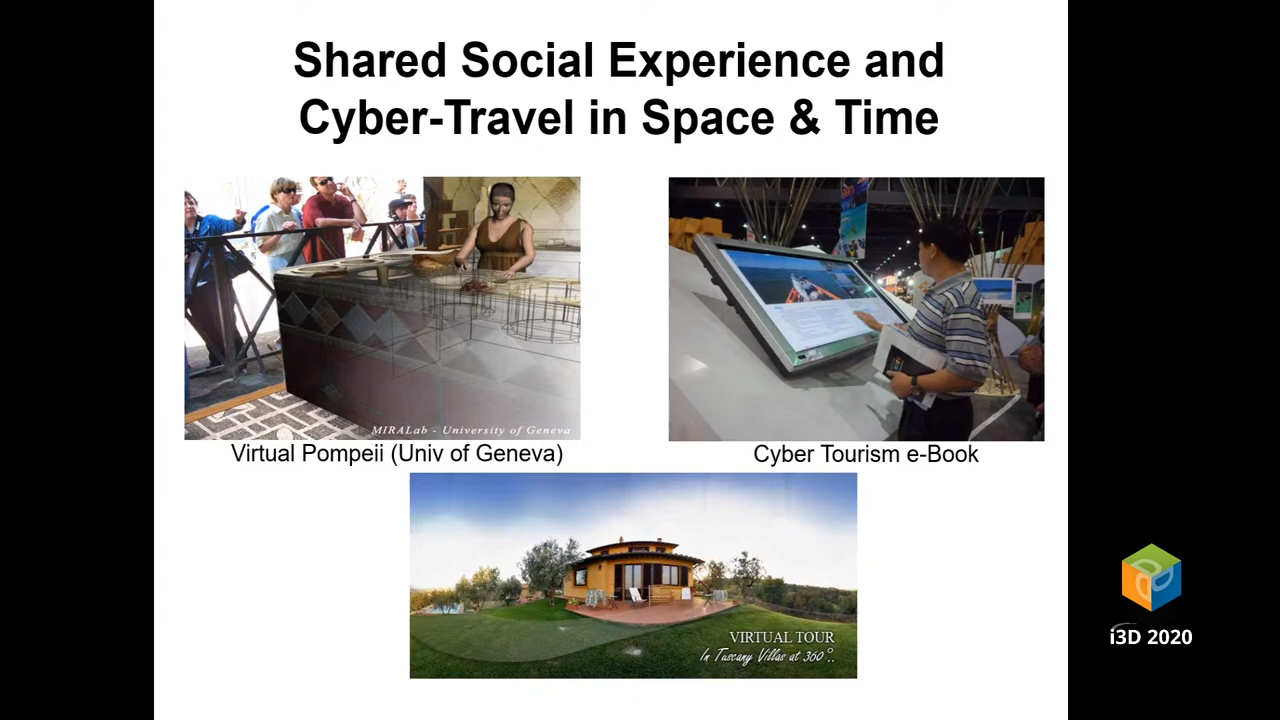 Shared Social Experience and
Cyber-Travel in Space & Time
MIRALab - University of Geneva
Virtual Pompeii (Univ of Geneva)
Cyber Tourism e-Book
VIRTUAL TOUR
In Tuscany Villas at 360°..
i3D 2020